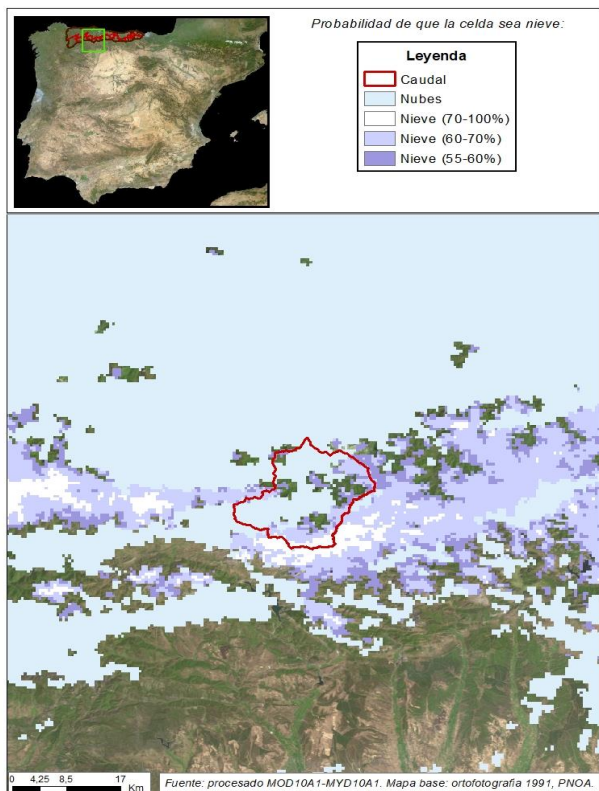 Probabilidad de que la celda sea nieve:
Leyenda
Caudal
Nubes
Nieve (70-100%)
Nieve (60-70%)
Nieve (55-60%)
0 4,25 8,5 17
Km
Fuente: procesado MOD10A1-MYD10A1. Mapa base: ortofotografia 1991, PNOA.